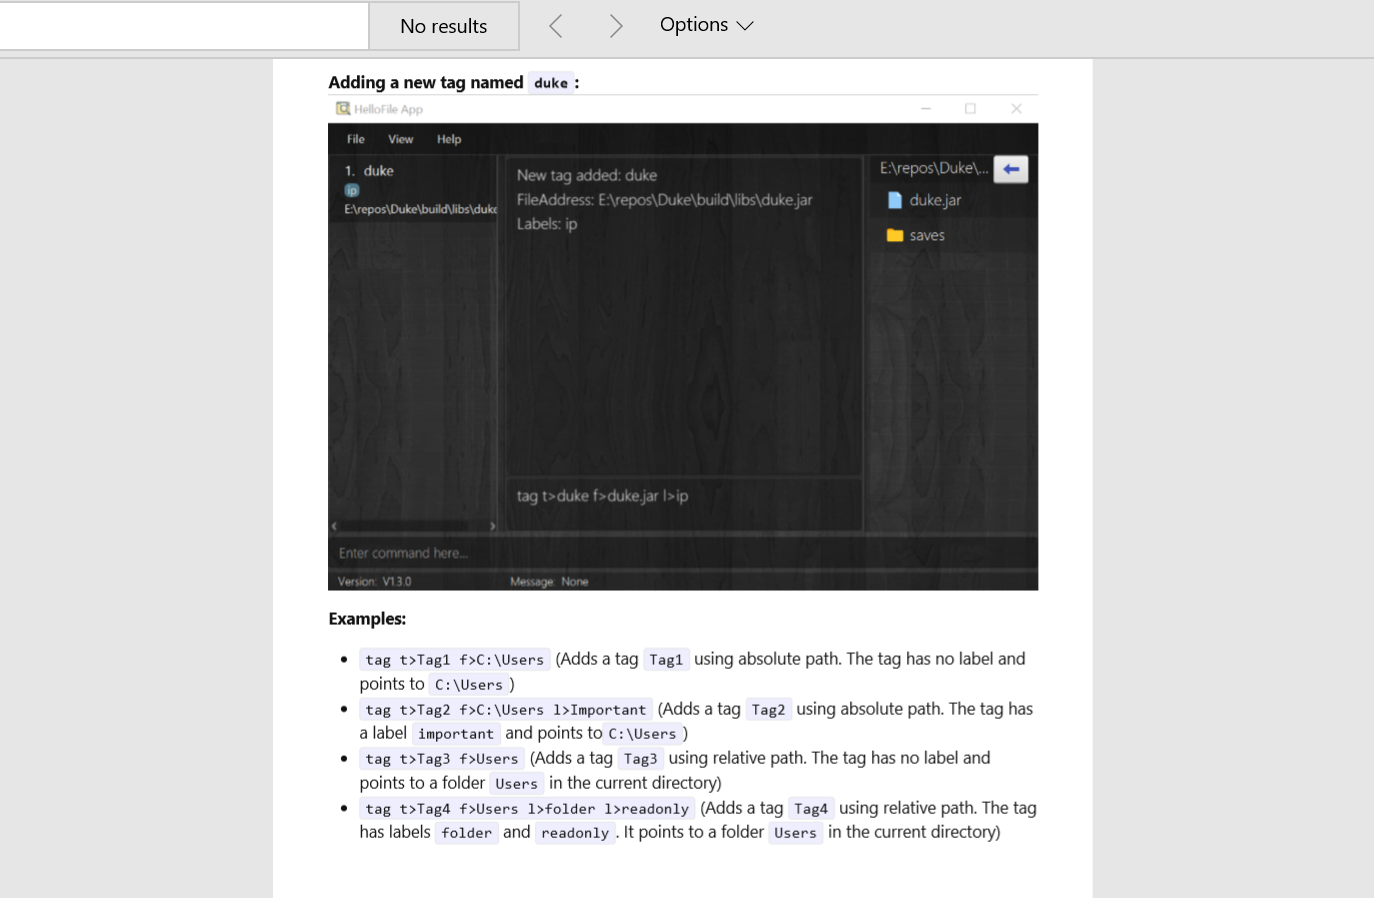 No results
Options
Adding a new tag named duke :
HelloFile App
File View Help
1. duke
ip
E:\repos\Duke\build\libs\duke
New tag added: duke
FileAddress: E:\repos\Duke\build\libs\duke.jar
Labels: ip
tag t>duke f>duke.jar l>ip
E:\repos\Duke\...
duke.jar
saves
Enter command here...
Version: V1.3.0
Message: None
Examples:
tag t>Tag1 f>C:\Users (Adds a tag Tag1 using absolute path. The tag has no label and
points to C:\Users )
tag t>Tag2 f>C:\Users l>Important (Adds a tag Tag2 using absolute path. The tag has
a label important and points to C:\Users )
tag t>Tag3 f>Users (Adds a tag Tag3 using relative path. The tag has no label and
points to a folder Users in the current directory)
tag t>Tag4 f>Users l>folder l>readonly (Adds a tag Tag4 using relative path. The tag
has labels folder and readonly . It points to a folder Users in the current directory)